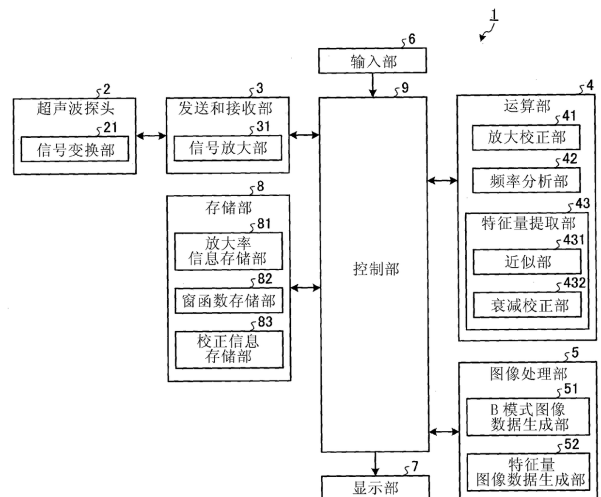 1
6
输入部
2
超声波探头
21
信号变换部
3
发送和接收部
31
信号放大部
9
控制部
4
运算部
41
放大校正部
42
频率分析部
43
特征量提取部
431
近似部
432
衰减校正部
8
存储部
81
放大率
信息存储部
82
窗函数存储部
83
校正信息
存储部
5
图像处理部
51
B模式图像
数据生成部
52
特征量
图像数据生成部
7
显示部